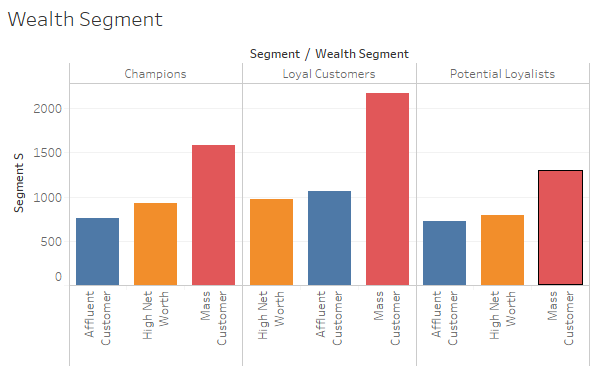 Wealth Segment
Segment / Wealth Segment
Champions
Loyal Customers
Potential Loyalists
Segment S
2000
1500
1000
500
0
Affluent
Customer
High Net
Worth
Mass
Customer
High Net
Worth
Affluent
Customer
Mass
Customer
Affluent
Customer
High Net
Worth
Mass
Customer